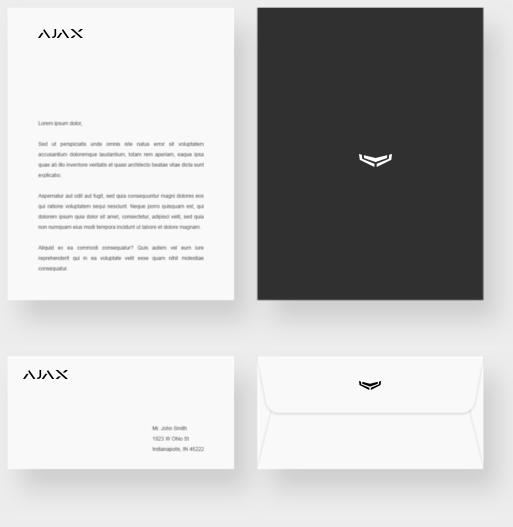 AJAX
Lorem ipsum dolor,
Sed ut perspiciatis unde omnis iste natus error sit voluptatem
accusantium doloremque laudantium, totam rem aperiam, eaque ipsa
quae ab illo inventore veritatis et quasi architecto beatae vitae dicta sunt
explicabo.
Aspernatur aut odit aut fugit, sed quia consequuntur magni dolores eos
qui ratione voluptatem sequi nesciunt. Neque porro quisquam est, qui
dolorem ipsum quia dolor sit amet, consectetur, adipisci velit, sed quia
non numquam eius modi tempora incidunt ut labore et dolore magnam.
Aliquid ex ea commodi consequatur? Quis autem vel eum iure
reprehenderit qui in ea voluptate velit esse quam nihil molestiae
consequatur
AJAX
Mr. John Smith
1923 W Ohio St
Indianapolis, IN 46222